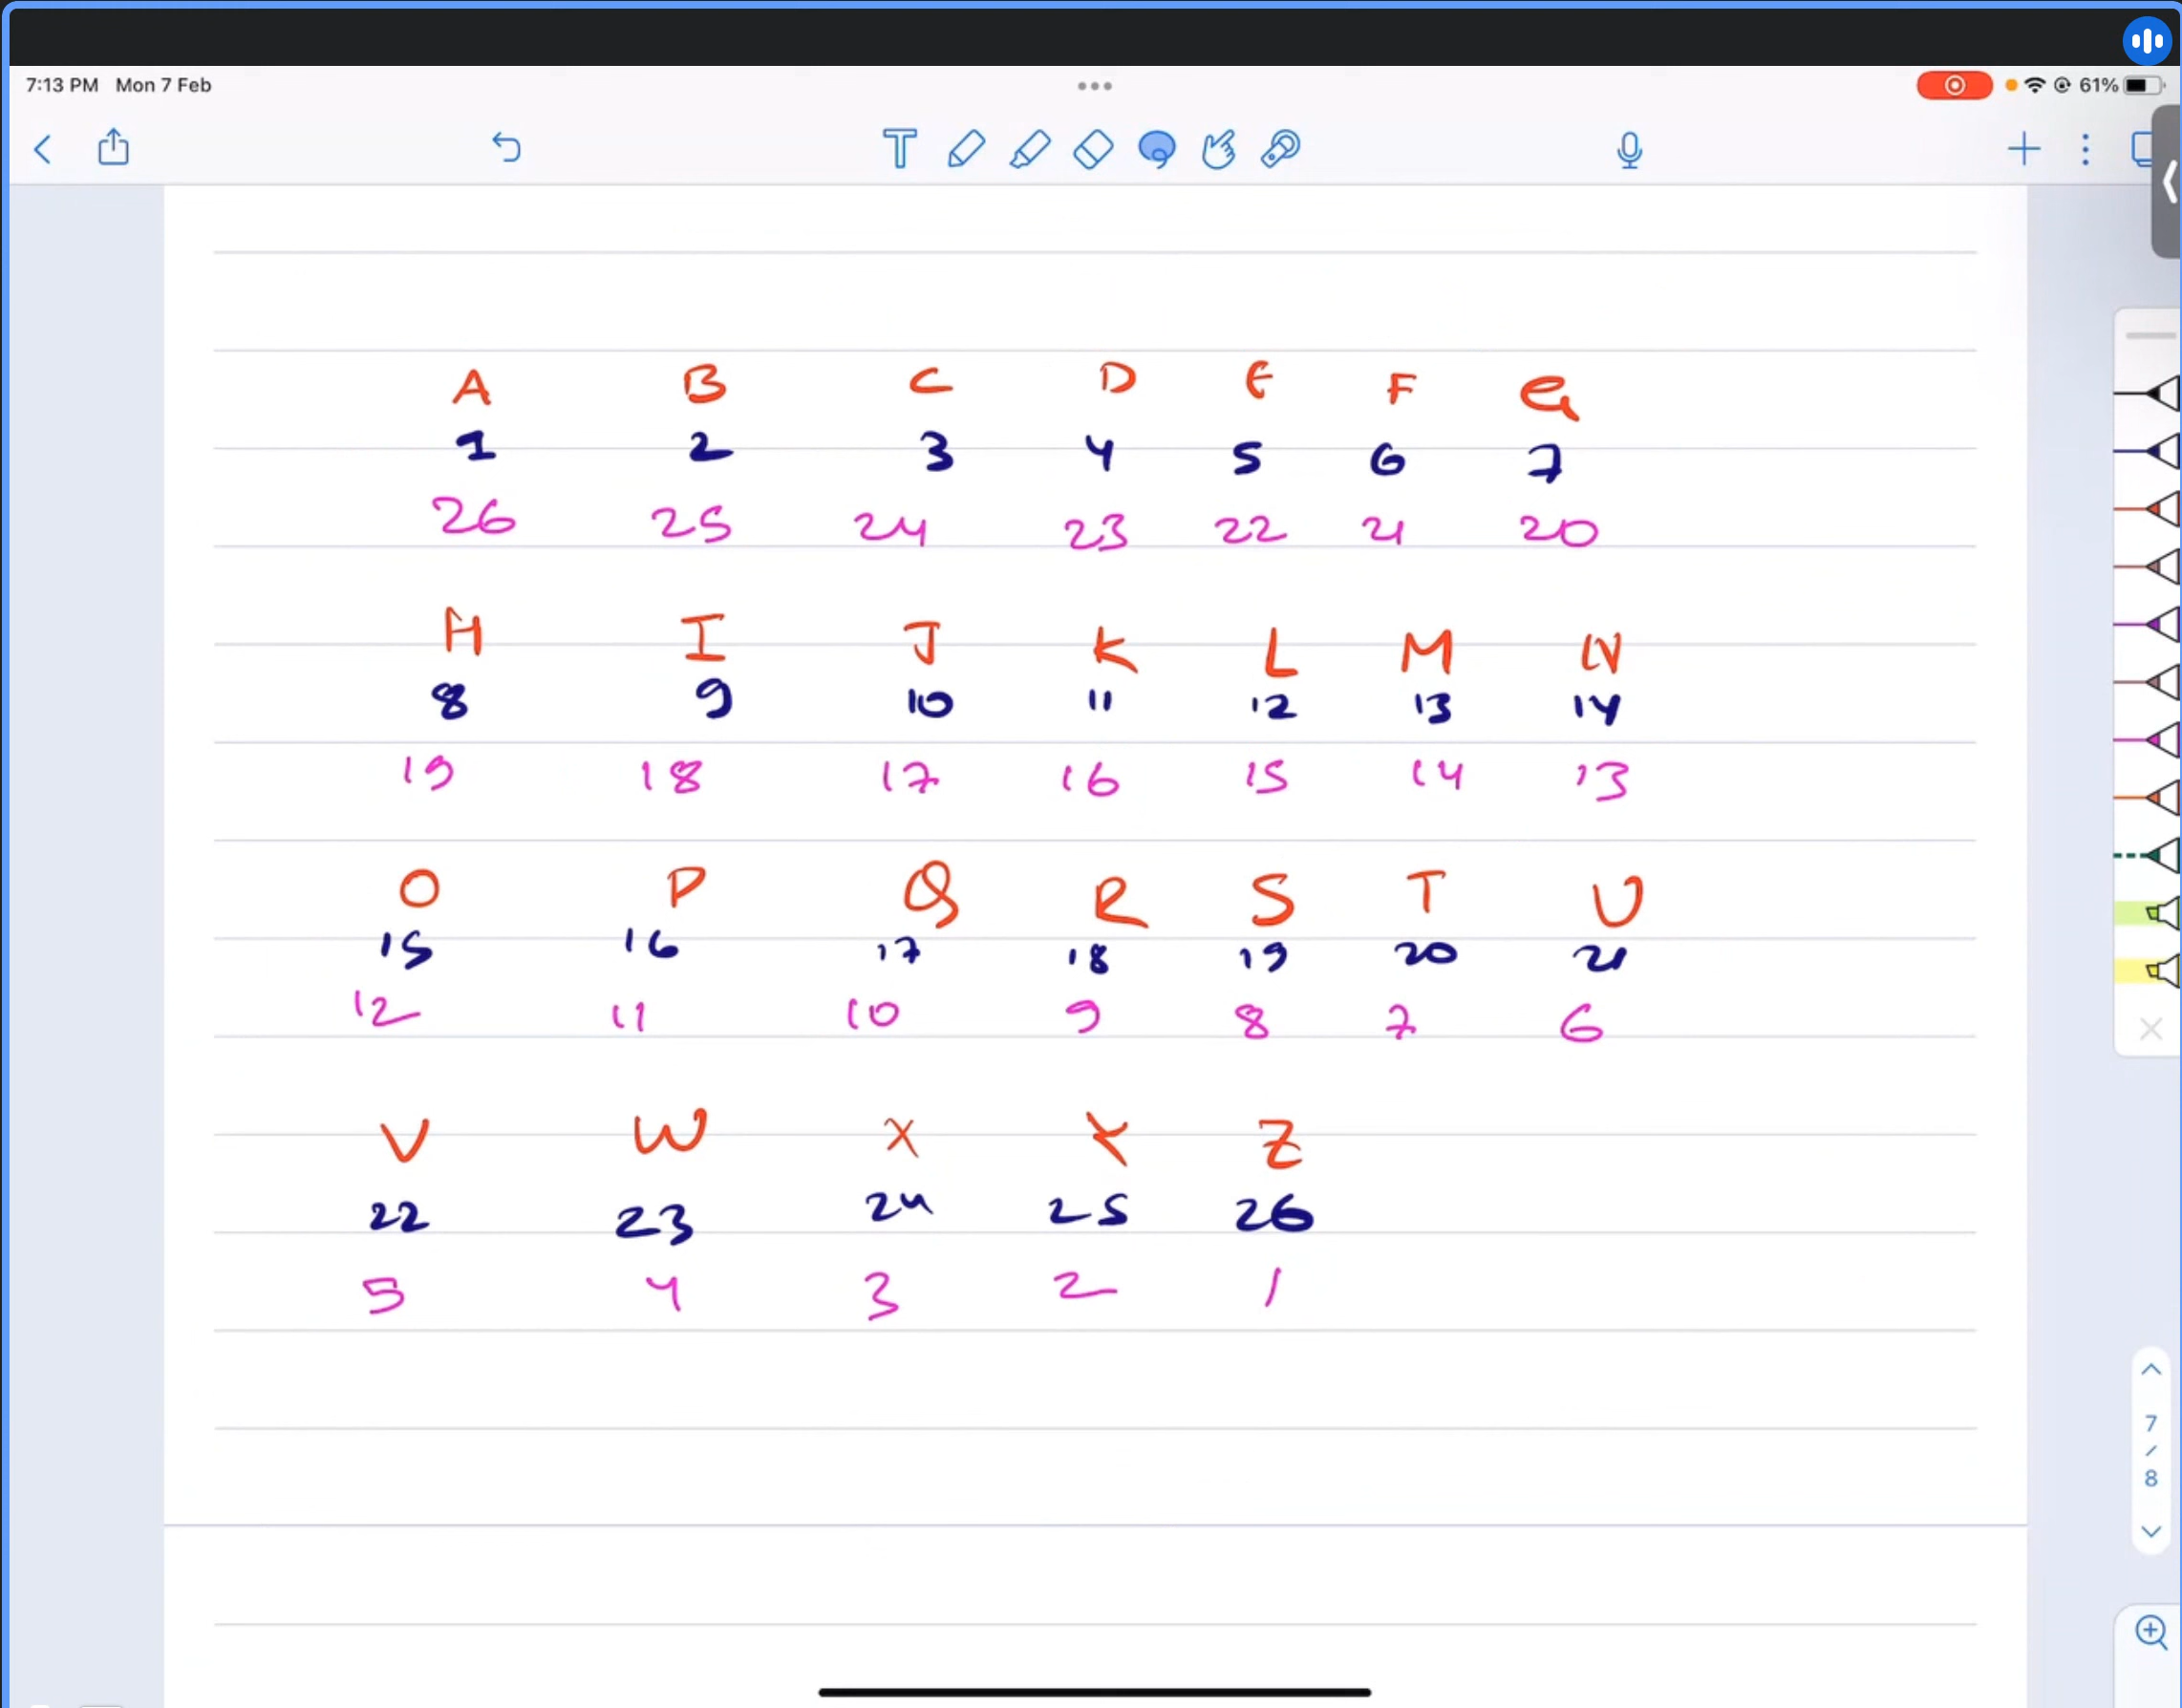 7:13 PM Mon 7 Feb
61%
T
A B C D E F G
1 2 3 4 5 6 7
26 25 24 23 22 21 20
H I J K L M N
8 9 10 11 12 13 14
19 18 17 16 15 14 13
O P Q R S T U
15 16 17 18 19 20 21
12 11 10 9 8 7 6
V W X Y Z
22 23 24 25 26
5 4 3 2 1
7
/
8